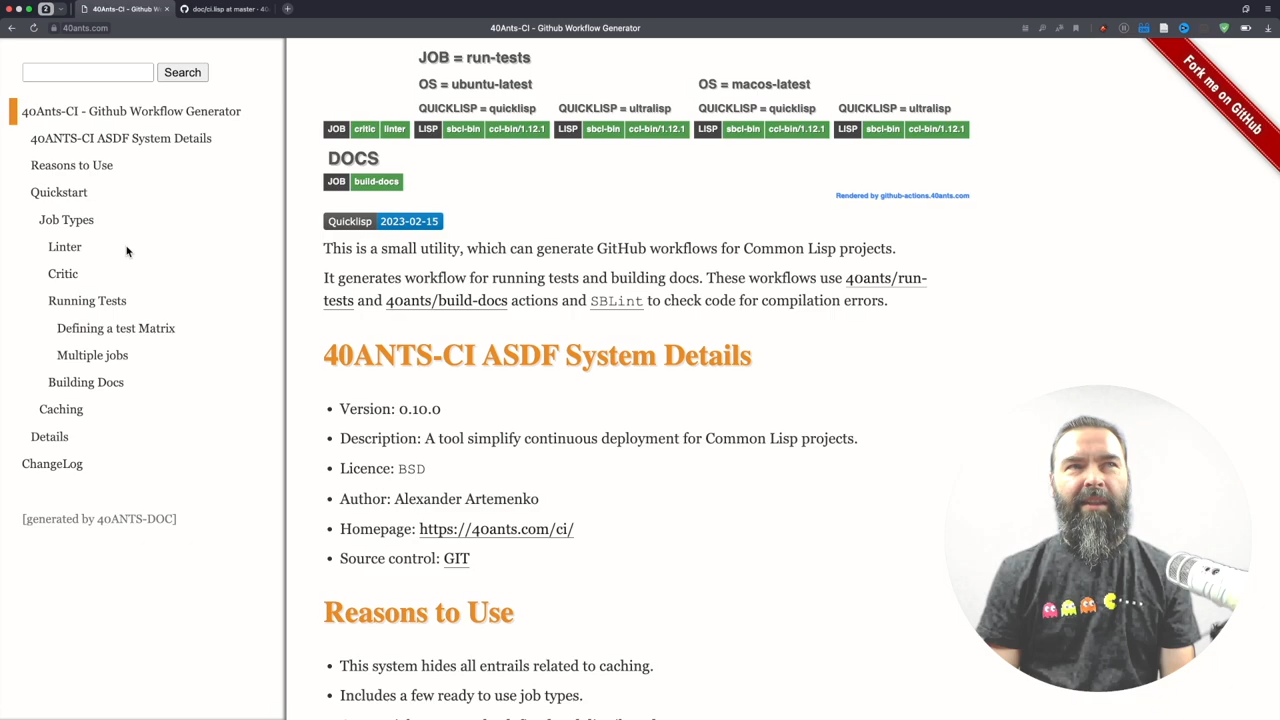 2
40Ants-CI - Github W
doc/ci.lisp at master · 40
40ants.com
40Ants-CI - Github Workflow Generator
Search
40Ants-CI - Github Workflow Generator
40ANTS-CI ASDF System Details
Reasons to Use
Quickstart
Job Types
Linter
Critic
Running Tests
Defining a test Matrix
Multiple jobs
Building Docs
Caching
Details
ChangeLog
[generated by 40ANTS-DOC]
Fork me on GitHub
JOB = run-tests
OS = ubuntu-latest OS = macos-latest
QUICKLISP = quicklisp QUICKLISP = ultralisp QUICKLISP = quicklisp QUICKLISP = ultralisp
JOB critic linter LISP sbcl-bin ccl-bin/1.12.1 LISP sbcl-bin ccl-bin/1.12.1 LISP sbcl-bin ccl-bin/1.12.1 LISP sbcl-bin ccl-bin/1.12.1
DOCS
JOB build-docs
Rendered by github-actions.40ants.com
Quicklisp 2023-02-15
This is a small utility, which can generate GitHub workflows for Common Lisp projects.
It generates workflow for running tests and building docs. These workflows use 40ants/run-
tests and 40ants/build-docs actions and SBLint to check code for compilation errors.
40ANTS-CI ASDF System Details
• Version: 0.10.0
• Description: A tool simplify continuous deployment for Common Lisp projects.
• Licence: BSD
• Author: Alexander Artemenko
• Homepage: https://40ants.com/ci/
• Source control: GIT
Reasons to Use
• This system hides all entrails related to caching.
• Includes a few ready to use job types.